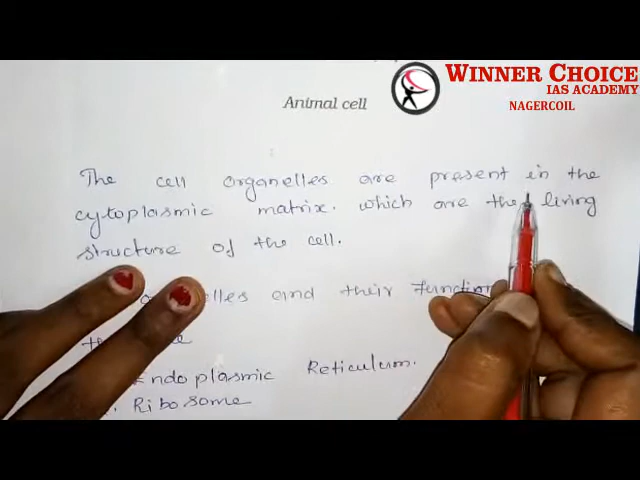 WINNER CHOICE
IAS ACADEMY
NAGERCOIL
Animal cell
The cell organelles are present in the
cytoplasmic matrix. which are the living
structure of the cell.
and their Function
Endoplasmic Reticulum.
Ribosome